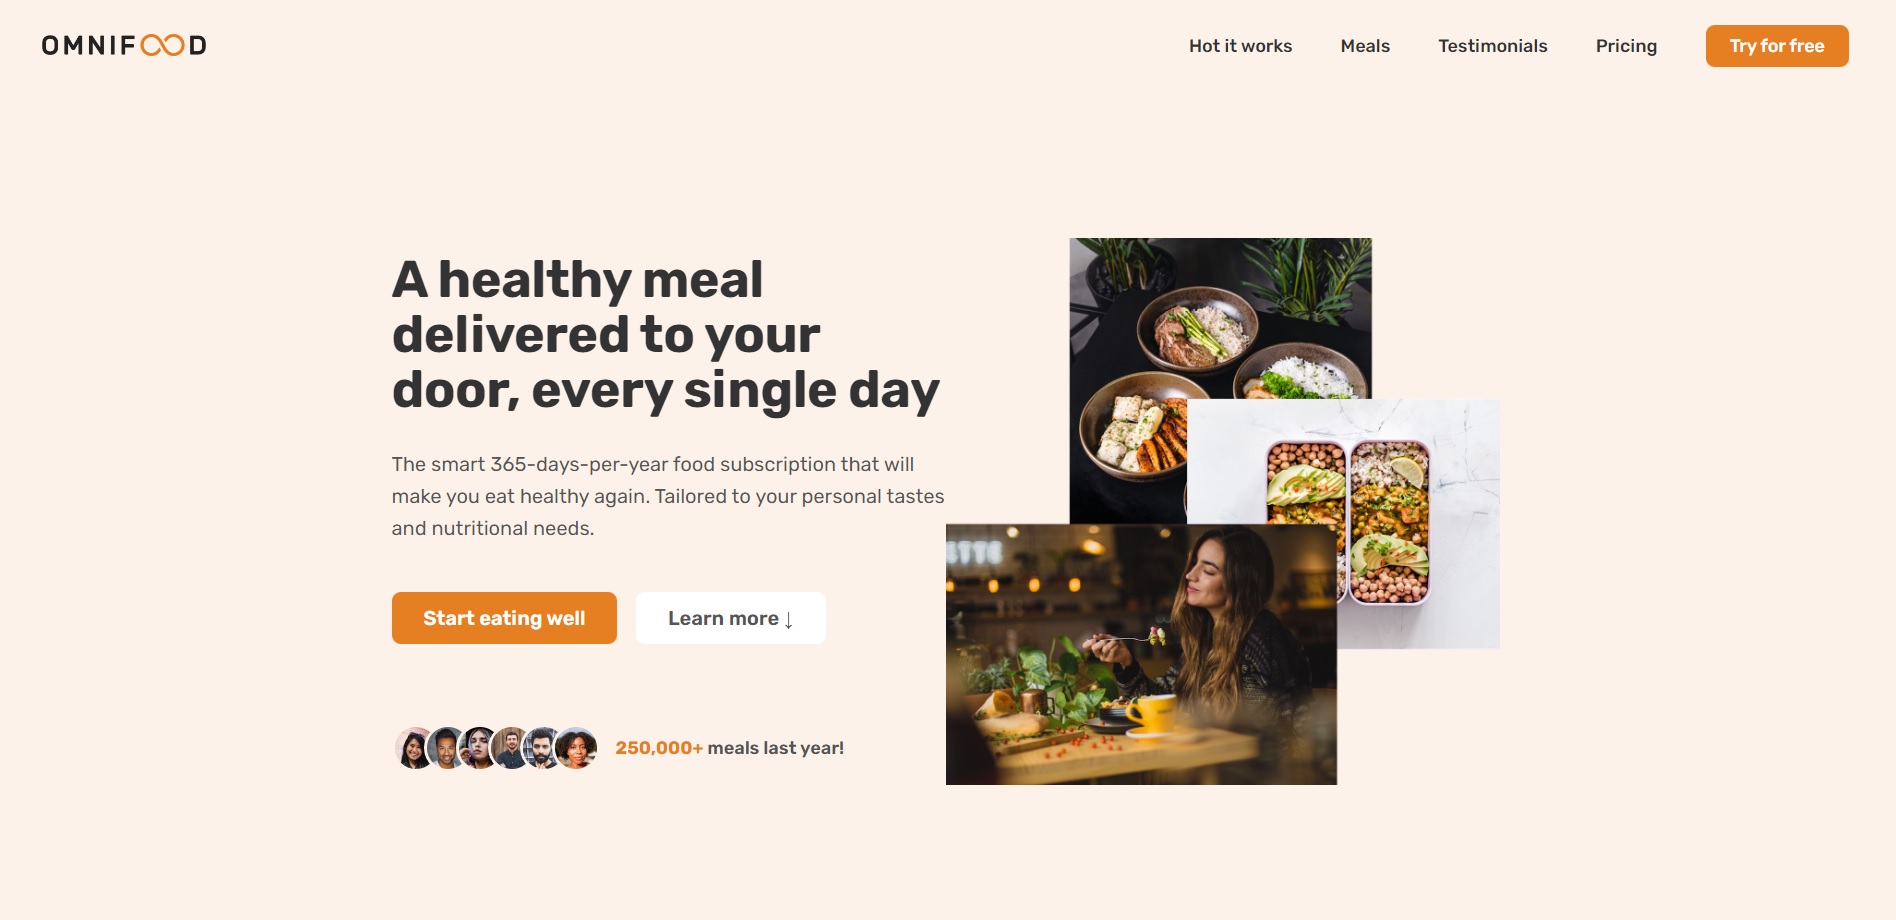 OMNIFOOD
Hot it works
Meals
Testimonials
Pricing
Try for free
A healthy meal
delivered to your
door, every single day
The smart 365-days-per-year food subscription that will
make you eat healthy again. Tailored to your personal tastes
and nutritional needs.
Start eating well
Learn more ↓
250,000+ meals last year!